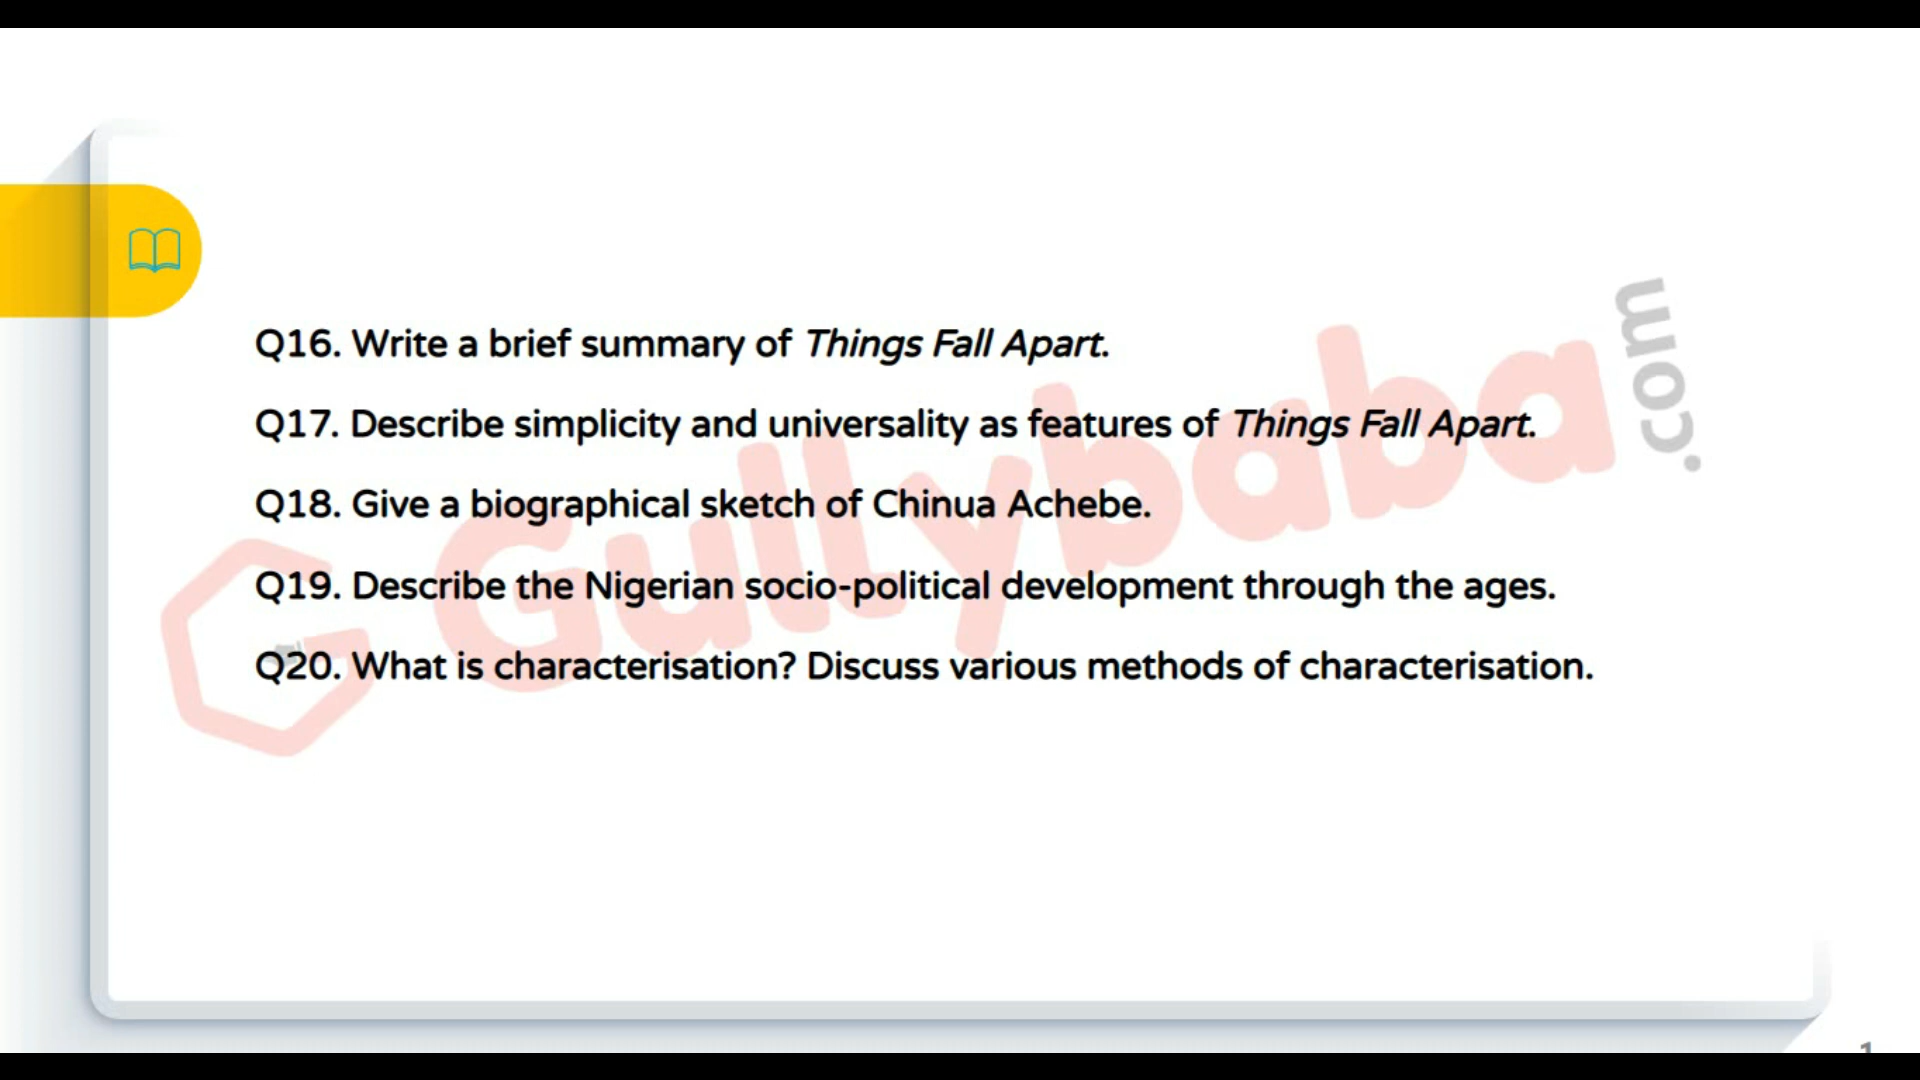 Q16. Write a brief summary of Things Fall Apart.
Q17. Describe simplicity and universality as features of Things Fall Apart.
Q18. Give a biographical sketch of Chinua Achebe.
Q19. Describe the Nigerian socio-political development through the ages.
Q20. What is characterisation? Discuss various methods of characterisation.
Gullybaba.com